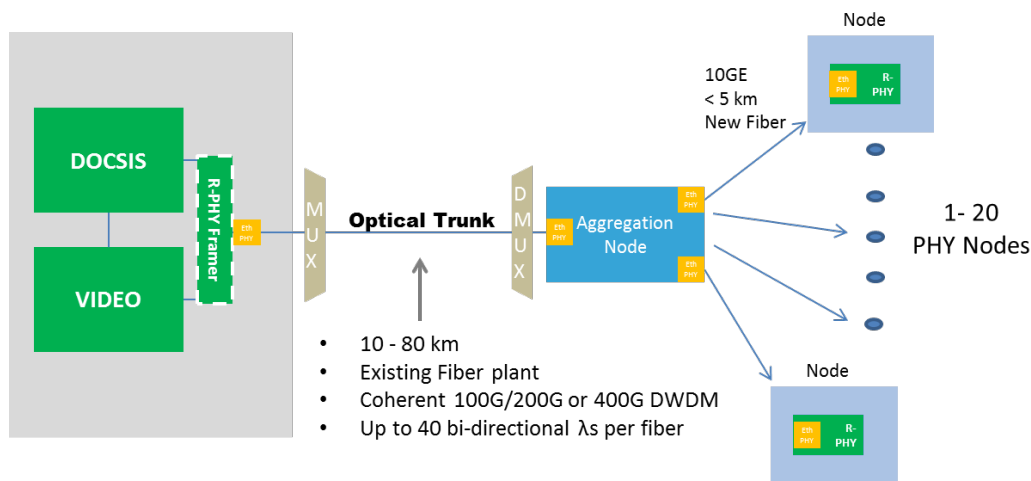 DOCSIS
VIDEO
R-PHY Framer
Eth
PHY
MUX
Optical Trunk
• 10 - 80 km
• Existing Fiber plant
• Coherent 100G/200G or 400G DWDM
• Up to 40 bi-directional λs per fiber
DMUX
Eth
PHY
Aggregation
Node
Eth
PHY
Eth
PHY
10GE
< 5 km
New Fiber
Node
Eth
PHY
R-
PHY
1- 20
PHY Nodes
Node
Eth
PHY
R-
PHY